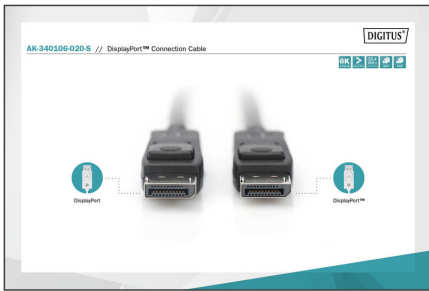 DIGITUS®
AK-340106-020-S // DisplayPort™ Connection Cable
8K
DisplayPort
DisplayPort™